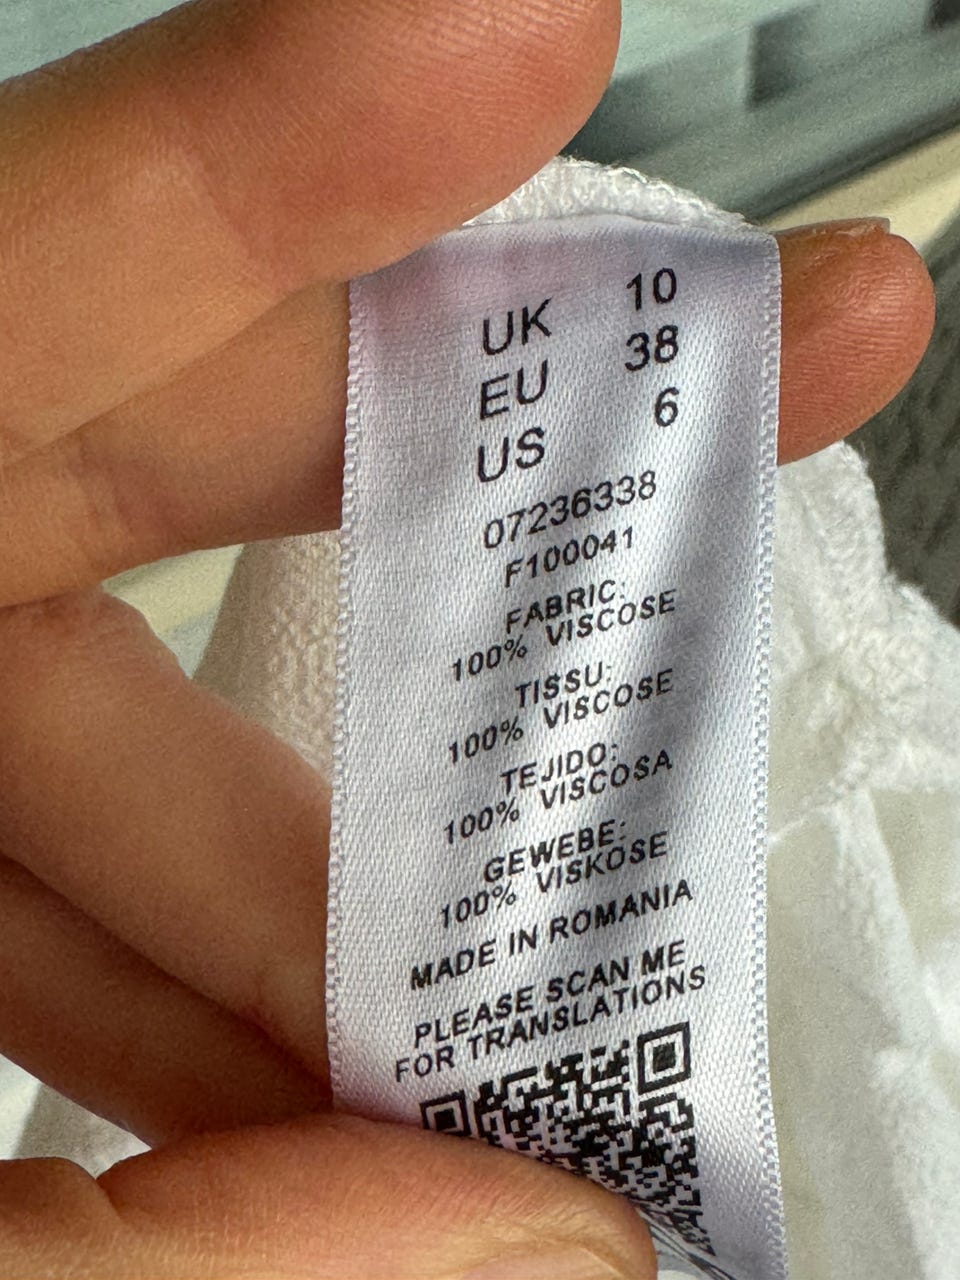 UK 10
EU 38
US 6
07236338
F100041
FABRIC:
100% VISCOSE
TISSU:
100% VISCOSE
TEJIDO:
100% VISCOSA
GEWEBE:
100% VISKOSE
MADE IN ROMANIA
PLEASE SCAN ME
FOR TRANSLATIONS